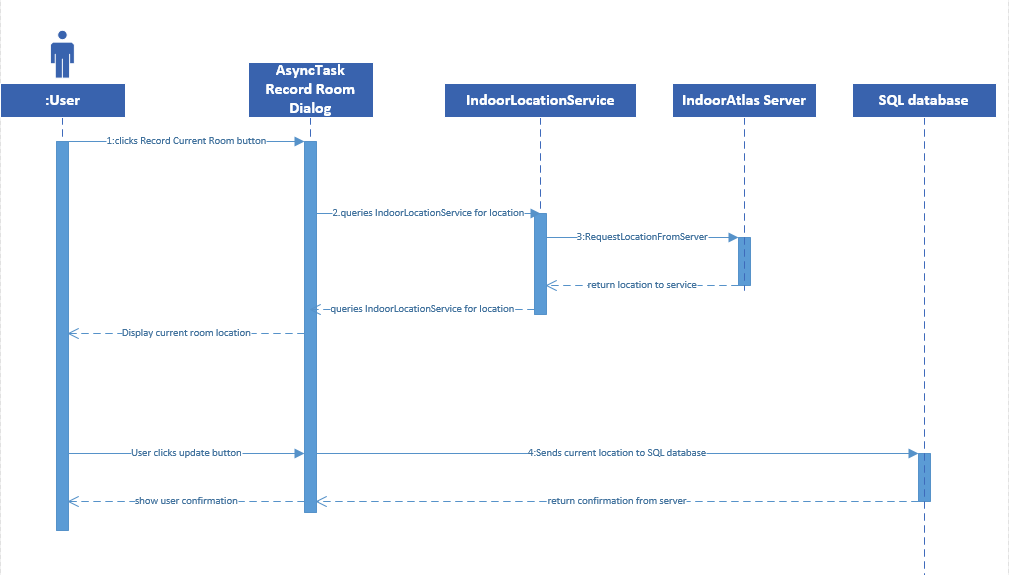 :User
AsyncTask
Record Room
Dialog
IndoorLocationService
IndoorAtlas Server
SQL database
1:clicks Record Current Room button
2.queries IndoorLocationService for location
3:RequestLocationFromServer
return location to service
queries IndoorLocationService for location
Display current room location
User clicks update button
4:Sends current location to SQL database
show user confirmation
return confirmation from server